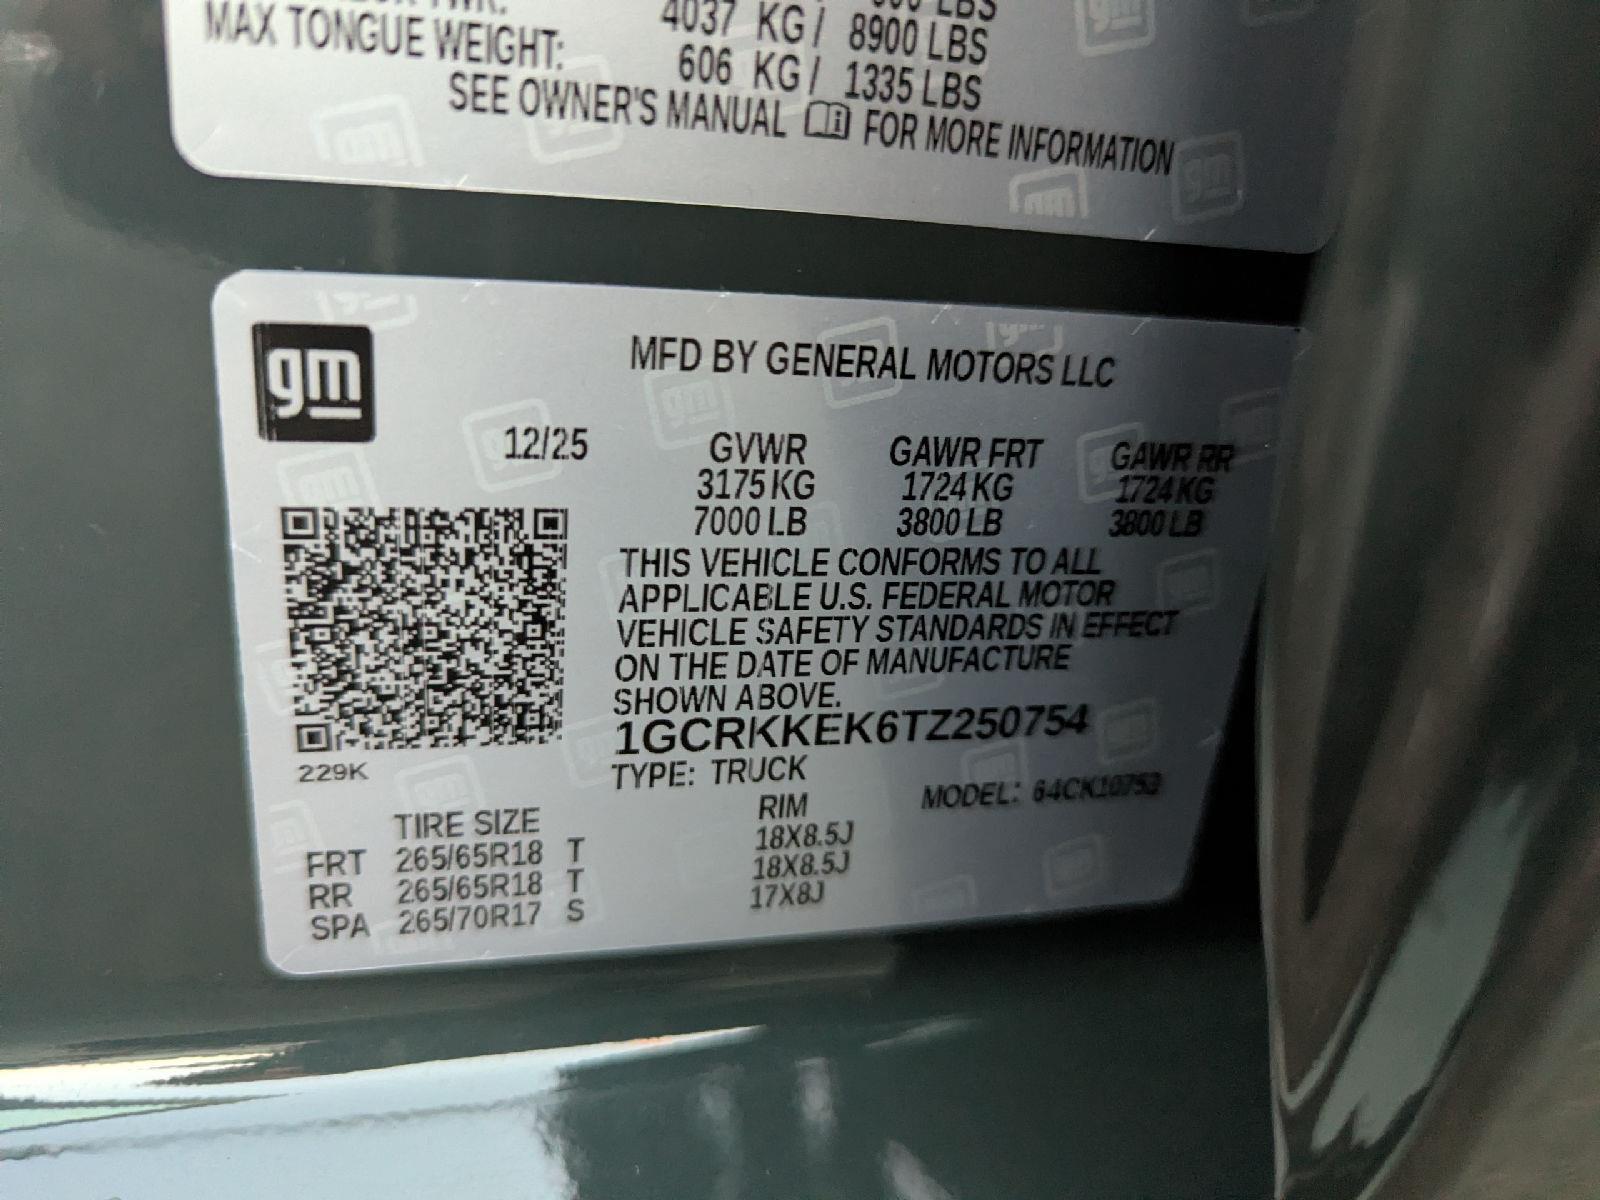 MAX TONGUE WEIGHT:
4037 KG / 8900 LBS
606 KG / 1335 LBS
SEE OWNER'S MANUAL FOR MORE INFORMATION
gm
MFD BY GENERAL MOTORS LLC
12/25 GVWR GAWR FRT GAWR RR
3175 KG 1724 KG 1724 KG
7000 LB 3800 LB 3800 LB
THIS VEHICLE CONFORMS TO ALL
APPLICABLE U.S. FEDERAL MOTOR
VEHICLE SAFETY STANDARDS IN EFFECT
ON THE DATE OF MANUFACTURE
SHOWN ABOVE.
1GCRKKEK6TZ250754
229K
TYPE: TRUCK
MODEL:
TIRE SIZE RIM
FRT 265/65R18 T 18X8.5J
RR 265/65R18 T 18X8.5J
SPA 265/70R17 S 17X8J